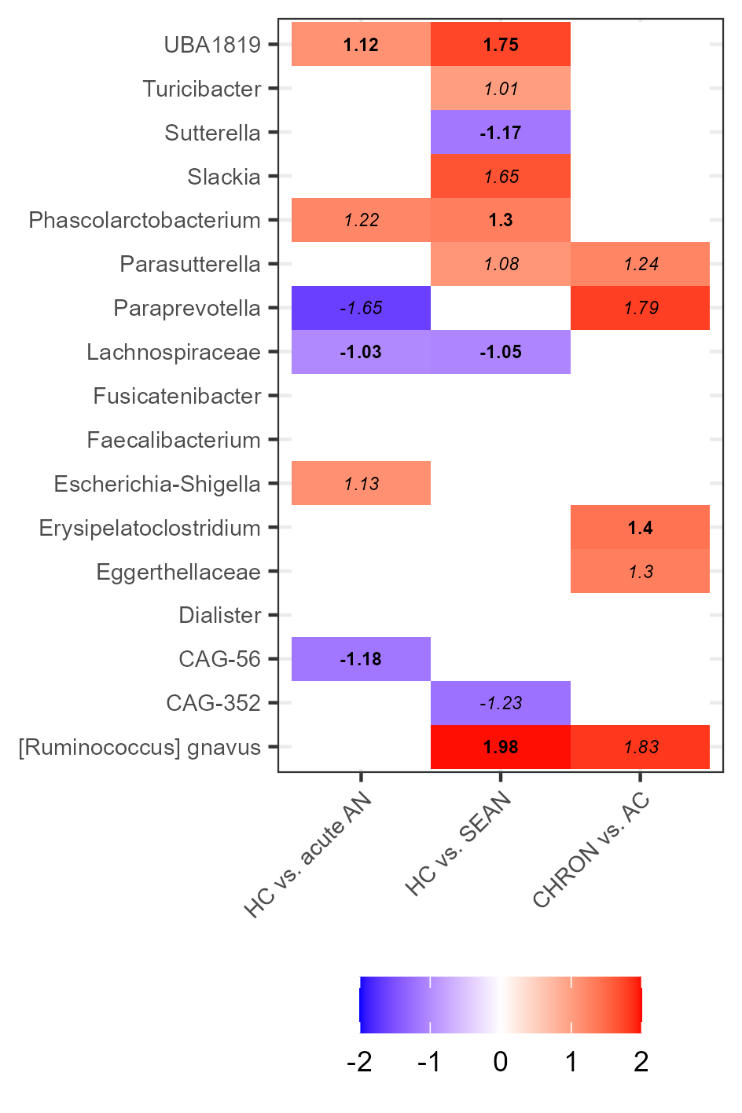 UBA1819 1.12 1.75
Turicibacter 1.01
Sutterella -1.17
Slackia 1.65
Phascolarctobacterium 1.22 1.3
Parasutterella 1.08 1.24
Paraprevotella -1.65 1.79
Lachnospiraceae -1.03 -1.05
Fusicatenibacter
Faecalibacterium
Escherichia-Shigella 1.13
Erysipelatoclostridium 1.4
Eggerthellaceae 1.3
Dialister
CAG-56 -1.18
CAG-352 -1.23
[Ruminococcus] gnavus 1.98 1.83
HC vs. acute AN
HC vs. SEAN
CHRON vs. AC
-2 -1 0 1 2